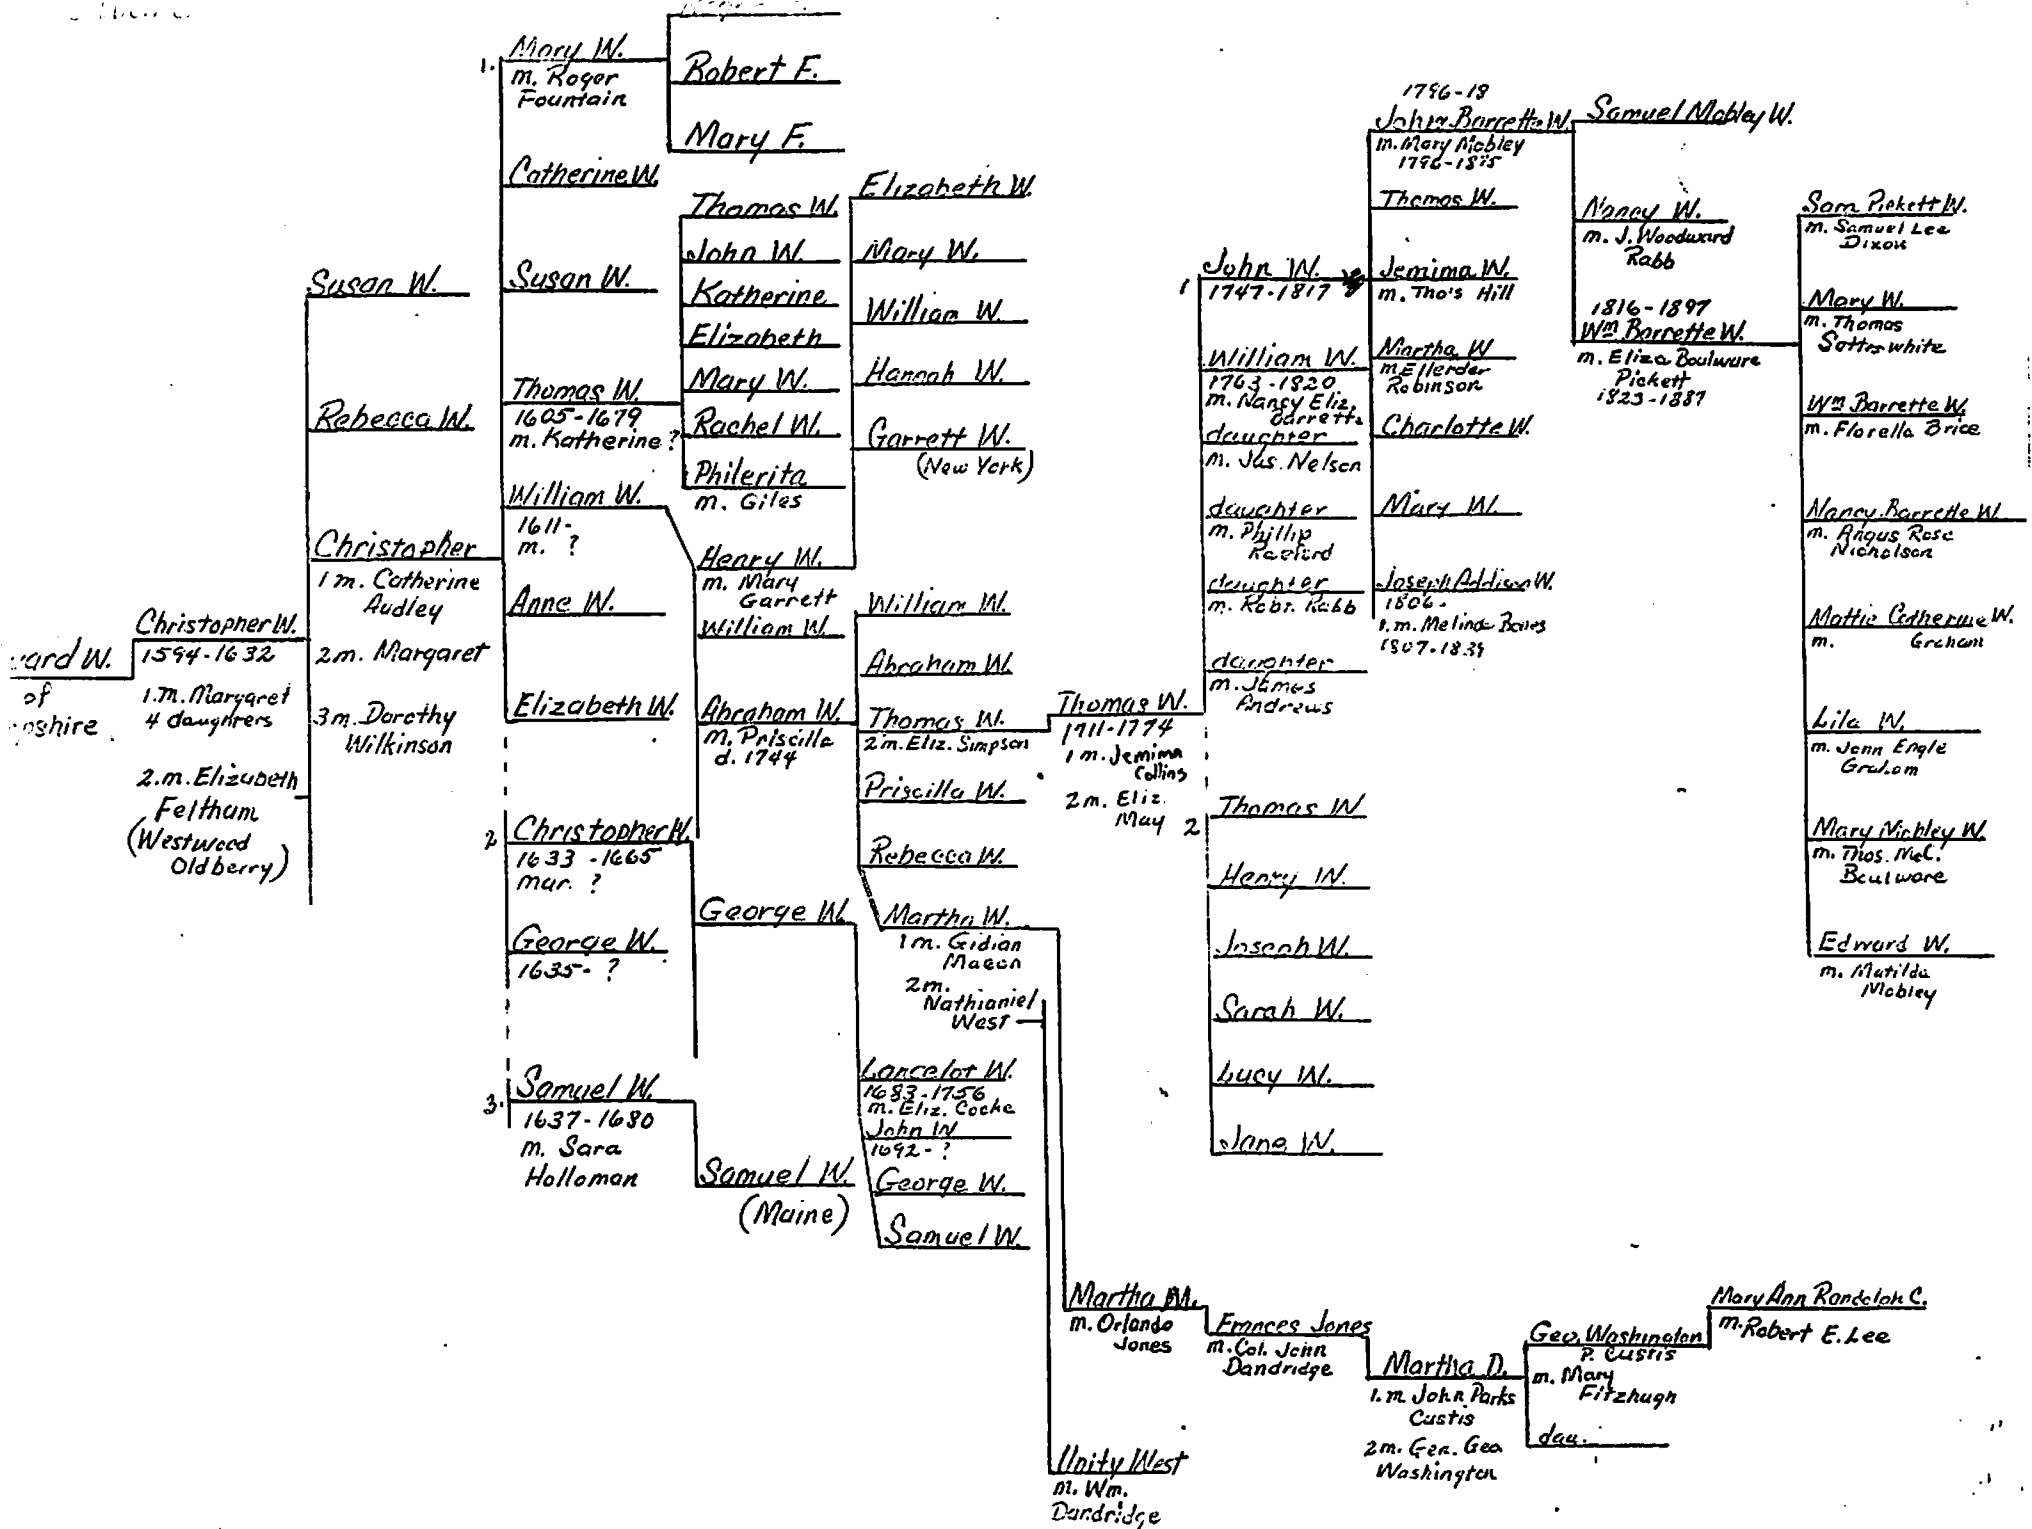 1.
Mary W.
m. Roger
Fountain
Robert F.
Mary F.
Catherine W.
Susan W.
Thomas W.
1605-1679
m. Katherine ?
William W.
1611-
m. ?
Anne W.
Elizabeth W.
2
Christopher W.
1633-1665
mar. ?
George W.
1635- ?
3.
Samuel W.
1637-1680
m. Sara
Holloman
ard W.
of
shire
Christopher W.
1594-1632
1.m. Margaret
4 daughters
2.m. Elizabeth
Feltham
(Westwood
Oldberry)
Susan W.
Rebecca W.
Christopher
1 m. Catherine
Audley
2m. Margaret
3m. Dorothy
Wilkinson
Thomas W.
John W.
Katherine
Elizabeth
Mary W.
Rachel W.
Philerita
m. Giles
Henry W.
m. Mary
Garrett
William W.
Abraham W.
m. Priscilla
d. 1744
George W.
Samuel W.
(Maine)
Elizabeth W.
Mary W.
William W.
Hannah W.
Garrett W.
(New York)
William W.
Abraham W.
Thomas W.
2m. Eliz. Simpson
Priscilla W.
Rebecca W.
Martha W.
1 m. Gidian
Macon
2m.
Nathianiel
West
Lancelot W.
1683-1756
m. Eliz. Cocke
John W
1692- ?
George W.
Samuel W.
Thomas W.
1711-1774
1 m. Jemima
Collins
2m. Eliz.
May
1
John W.
1747-1817
William W.
1763-1820
m. Nancy Eliz.
Barrette
daughter
m. Jas. Nelson
daughter
m. Phillip
Raeford
daughter
m. Robt. Rabb
daughter
m. James
Andrews
2
Thomas W
Henry W.
Joseph W.
Sarah W.
Lucy W.
Jane W.
1796-18
John Barrette W.
m. Mary Mobley
1796-1875
Thomas W.
Jemima W.
m. Tho's Hill
Martha W
m Ellerder
Robinson
Charlotte W.
Mary W.
Joseph Addison W.
1806-
1. m. Melinda
1807-1839
Samuel Mobley W.
Nancy W.
m. J. Woodward
Rabb
1816-1897
Wm Barrette W.
m. Eliza Boulware
Pickett
1823-1887
Sam Pickett W.
m. Samuel Lee
Dixon
Mary W.
m. Thomas
Satterwhite
Wm Barrette W.
m. Florella Brice
Nancy Barrette W
m. Angus Rose
Nicholson
Mattie Catherine W.
m. Graham
Lila W.
m. John Engle
Graham
Mary Mobley W.
m. Thos. McC.
Boulware
Edward W.
m. Matilda
Mobley
Martha M.
m. Orlando
Jones
Frances Jones
m. Col. John
Dandridge
Martha D.
1. m John Parks
Custis
2m. Gen. Geo
Washington
Geo. Washington
P. Custis
m. Mary
Fitzhugh
dau.
Mary Ann Randolph C.
m. Robert E. Lee
Unity West
m. Wm.
Dandridge